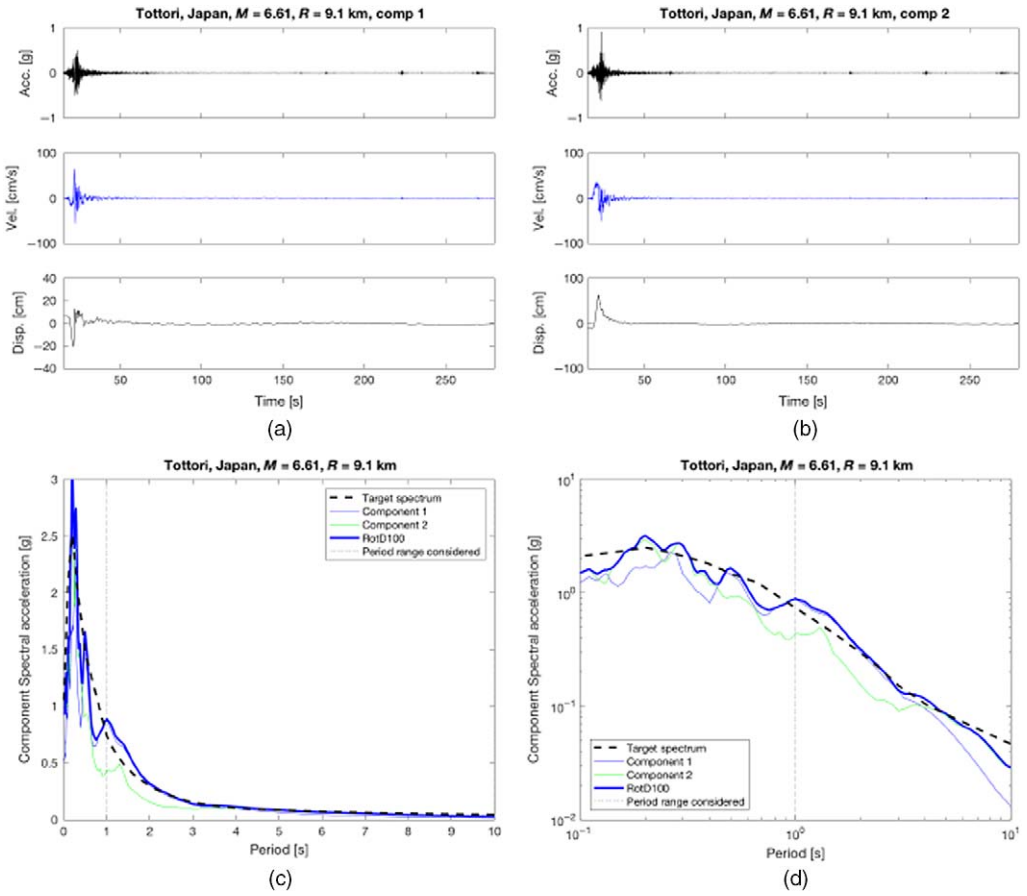 Tottori, Japan, M = 6.61, R = 9.1 km, comp 1
Acc. [g]
1
0
−1
Vel. [cm/s]
100
0
−100
Disp. [cm]
40
20
0
−20
−40
50
100
150
200
250
Time [s]
(a)
Tottori, Japan, M = 6.61, R = 9.1 km, comp 2
Acc. [g]
1
0
−1
Vel. [cm/s]
100
0
−100
Disp. [cm]
100
0
−100
50
100
150
200
250
Time [s]
(b)
Tottori, Japan, M = 6.61, R = 9.1 km
Component Spectral acceleration [g]
3
2.5
2
1.5
1
0.5
0
Target spectrum
Component 1
Component 2
RotD100
Period range considered
0 1 2 3 4 5 6 7 8 9 10
Period [s]
(c)
Tottori, Japan, M = 6.61, R = 9.1 km
Component Spectral acceleration [g]
10^1
10^0
10^−1
10^−2
Target spectrum
Component 1
Component 2
RotD100
Period range considered
10^−1 10^0 10^1
Period [s]
(d)